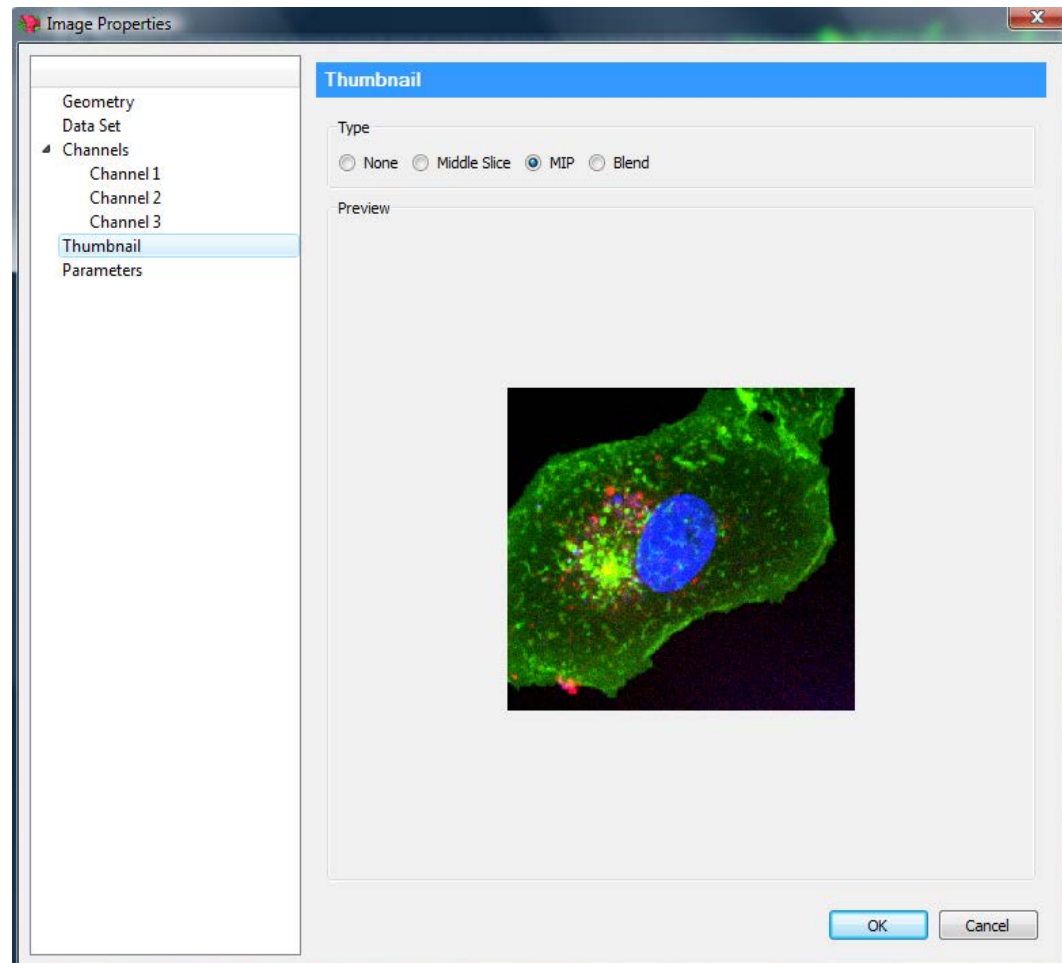 Image Properties
Geometry
Data Set
Channels
Channel 1
Channel 2
Channel 3
Thumbnail
Parameters
Thumbnail
Type
None Middle Slice MIP Blend
Preview
OK Cancel